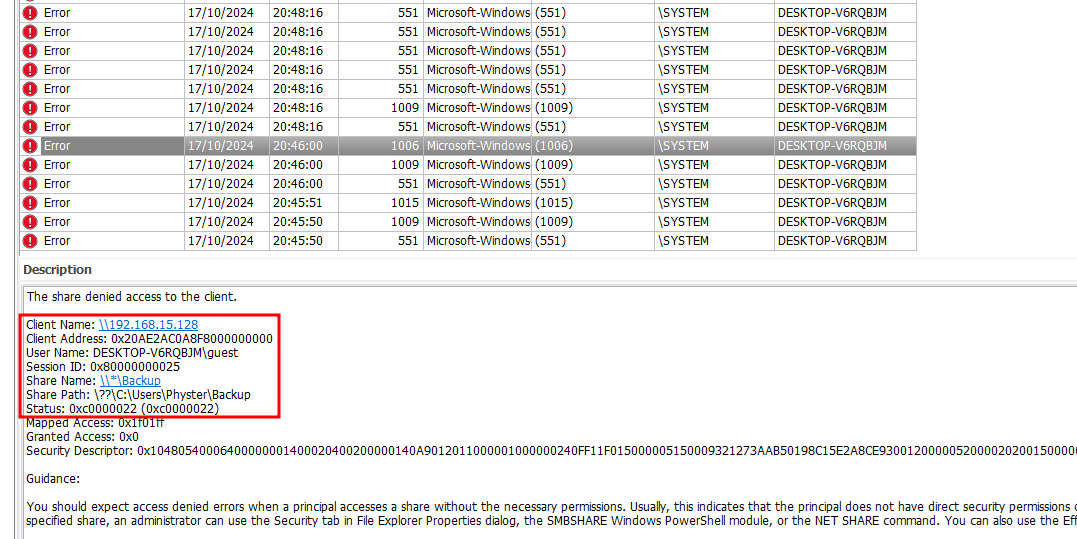 Error 17/10/2024 20:48:16 551 Microsoft-Windows (551) \SYSTEM DESKTOP-V6RQBJM
Error 17/10/2024 20:48:16 551 Microsoft-Windows (551) \SYSTEM DESKTOP-V6RQBJM
Error 17/10/2024 20:48:16 551 Microsoft-Windows (551) \SYSTEM DESKTOP-V6RQBJM
Error 17/10/2024 20:48:16 551 Microsoft-Windows (551) \SYSTEM DESKTOP-V6RQBJM
Error 17/10/2024 20:48:16 551 Microsoft-Windows (551) \SYSTEM DESKTOP-V6RQBJM
Error 17/10/2024 20:48:16 1009 Microsoft-Windows (1009) \SYSTEM DESKTOP-V6RQBJM
Error 17/10/2024 20:48:16 551 Microsoft-Windows (551) \SYSTEM DESKTOP-V6RQBJM
Error 17/10/2024 20:46:00 1006 Microsoft-Windows (1006) \SYSTEM DESKTOP-V6RQBJM
Error 17/10/2024 20:46:00 1009 Microsoft-Windows (1009) \SYSTEM DESKTOP-V6RQBJM
Error 17/10/2024 20:46:00 551 Microsoft-Windows (551) \SYSTEM DESKTOP-V6RQBJM
Error 17/10/2024 20:45:51 1015 Microsoft-Windows (1015) \SYSTEM DESKTOP-V6RQBJM
Error 17/10/2024 20:45:50 1009 Microsoft-Windows (1009) \SYSTEM DESKTOP-V6RQBJM
Error 17/10/2024 20:45:50 551 Microsoft-Windows (551) \SYSTEM DESKTOP-V6RQBJM
Description
The share denied access to the client.
Client Name: \\192.168.15.128
Client Address: 0x20AE2AC0A8F8000000000
User Name: DESKTOP-V6RQBJM\guest
Session ID: 0x80000000025
Share Name: \\*\Backup
Share Path: \??\C:\Users\Physter\Backup
Status: 0xc0000022 (0xc0000022)
Mapped Access: 0x1f01ff
Granted Access: 0x0
Security Descriptor: 0x10480540006400000001400020400200000140A9012011000001000000240FF11F015000005150009321273AAB50198C15E2A8CE93001200000520000202001500000
Guidance:
You should expect access denied errors when a principal accesses a share without the necessary permissions. Usually, this indicates that the principal does not have direct security permissions
specified share, an administrator can use the Security tab in File Explorer Properties dialog, the SMBSHARE Windows PowerShell module, or the NET SHARE command. You can also use the